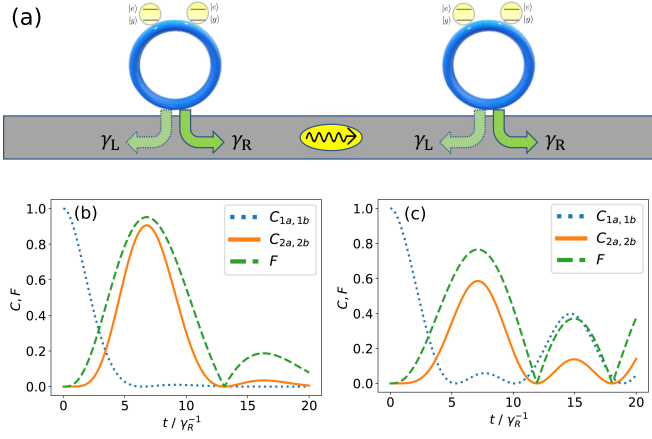 (a)
|e⟩ |e⟩ |e⟩ |e⟩
|g⟩ |g⟩ |g⟩ |g⟩
γL γR γL γR
(b)
C1a,1b
C2a,2b
F
C, F
1.0
0.8
0.6
0.4
0.2
0.0
0 5 10 15 20
t / γR⁻¹
(c)
C1a,1b
C2a,2b
F
C, F
1.0
0.8
0.6
0.4
0.2
0.0
0 5 10 15 20
t / γR⁻¹